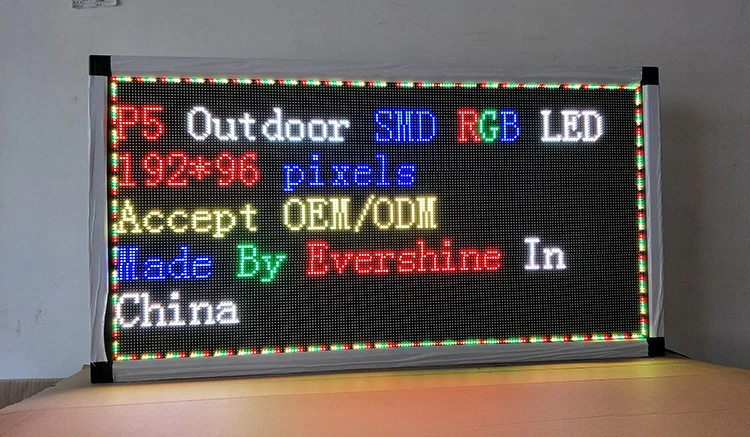 P5 Outdoor SMD RGB LED
192*96 pixels
Accept OEM/ODM
Made By Evershine In
China